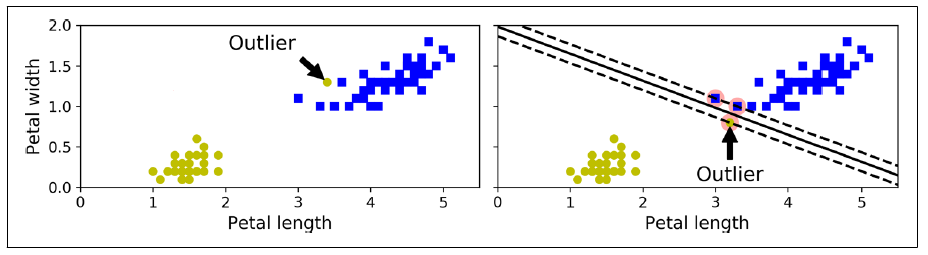 2.0
1.5
1.0
0.5
0.0
Petal width
Outlier
0 1 2 3 4 5
Petal length
Outlier
0 1 2 3 4 5
Petal length